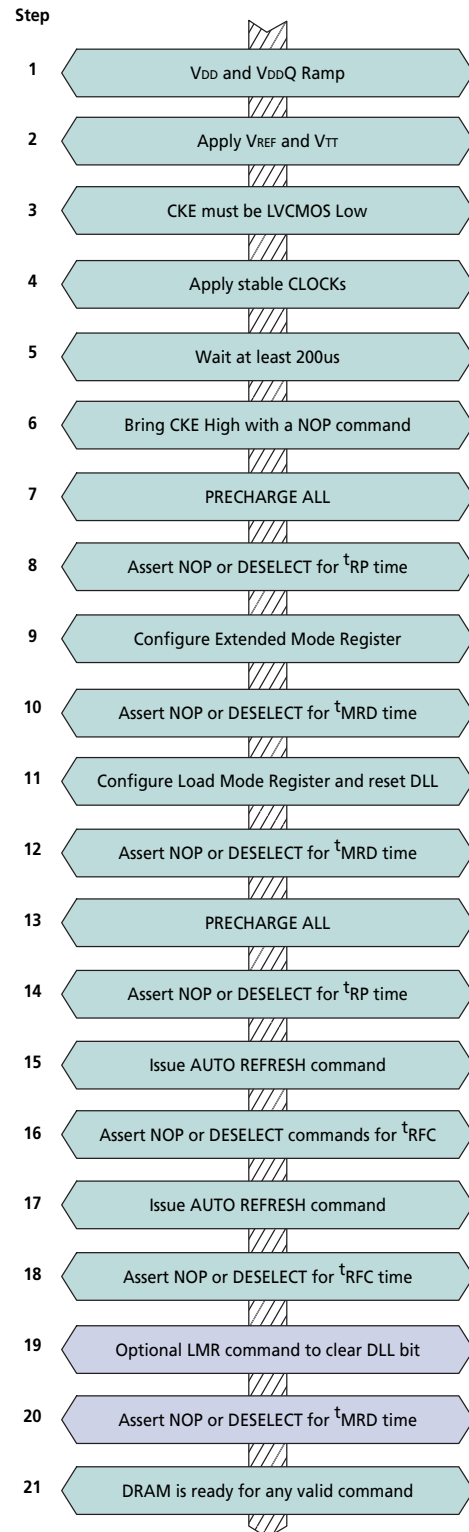 Step
1 VDD and VDDQ Ramp
2 Apply VREF and VTT
3 CKE must be LVCMOS Low
4 Apply stable CLOCKs
5 Wait at least 200us
6 Bring CKE High with a NOP command
7 PRECHARGE ALL
8 Assert NOP or DESELECT for tRP time
9 Configure Extended Mode Register
10 Assert NOP or DESELECT for tMRD time
11 Configure Load Mode Register and reset DLL
12 Assert NOP or DESELECT for tMRD time
13 PRECHARGE ALL
14 Assert NOP or DESELECT for tRP time
15 Issue AUTO REFRESH command
16 Assert NOP or DESELECT commands for tRFC
17 Issue AUTO REFRESH command
18 Assert NOP or DESELECT for tRFC time
19 Optional LMR command to clear DLL bit
20 Assert NOP or DESELECT for tMRD time
21 DRAM is ready for any valid command